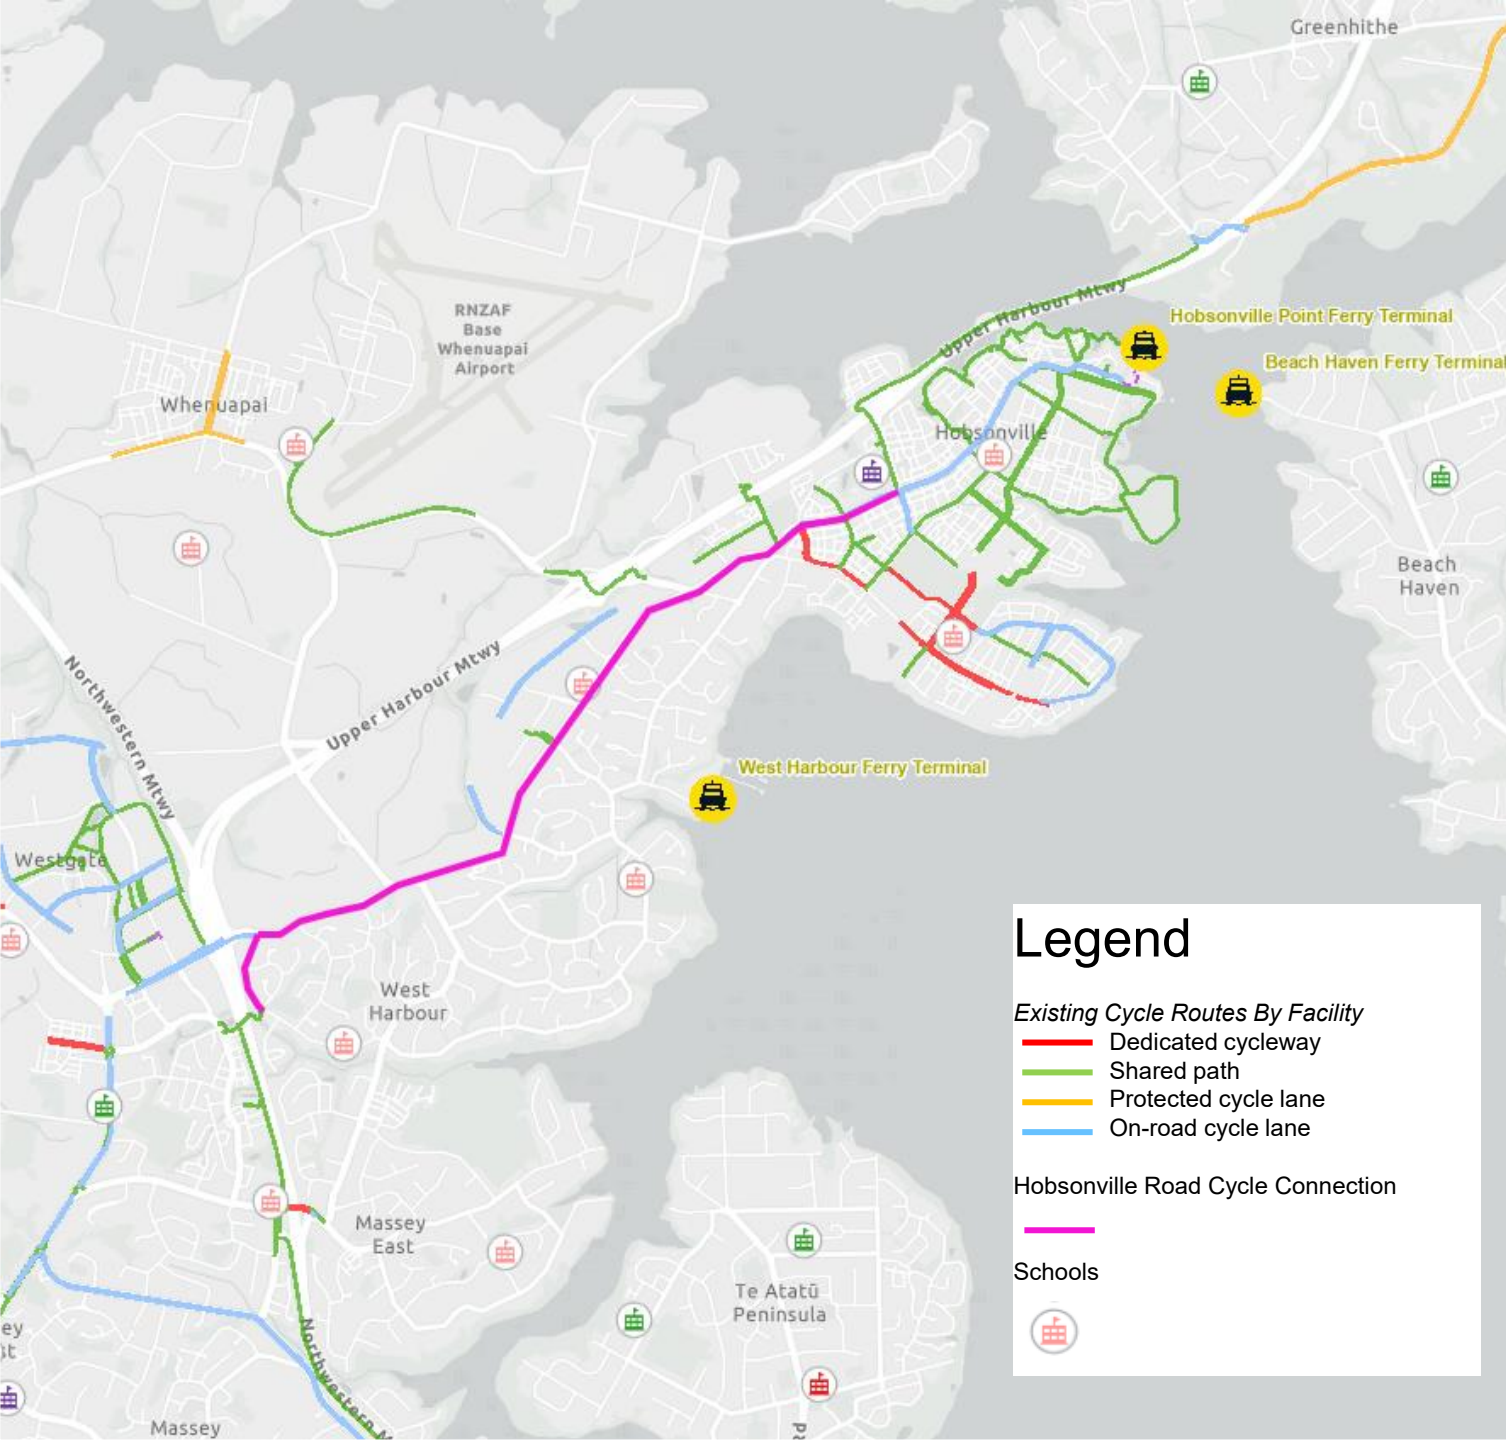 Greenhithe
Upper Harbour Mtwy
Hobsonville Point Ferry Terminal
RNZAF
Base
Whenuapai
Airport
Beach Haven Ferry Terminal
Whenuapai
Hobsonville
Beach
Haven
Northwestern Mtwy
Upper Harbour Mtwy
West Harbour Ferry Terminal
Westgate
West
Harbour
Massey
East
Te Atatū
Peninsula
Northwestern M
Massey
Legend
Existing Cycle Routes By Facility
Dedicated cycleway
Shared path
Protected cycle lane
On-road cycle lane
Hobsonville Road Cycle Connection
Schools